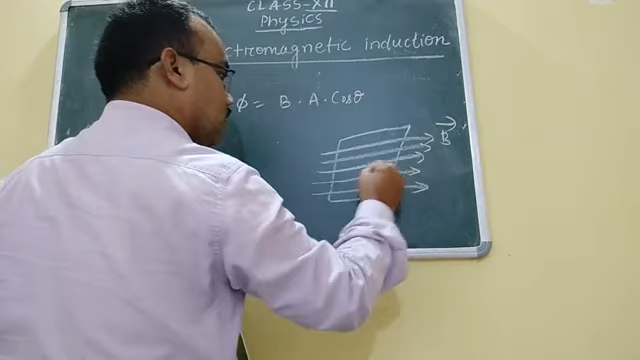 CLASS-XII
Physics
ctromagnetic induction
ϕ = B . A . Cosθ
B